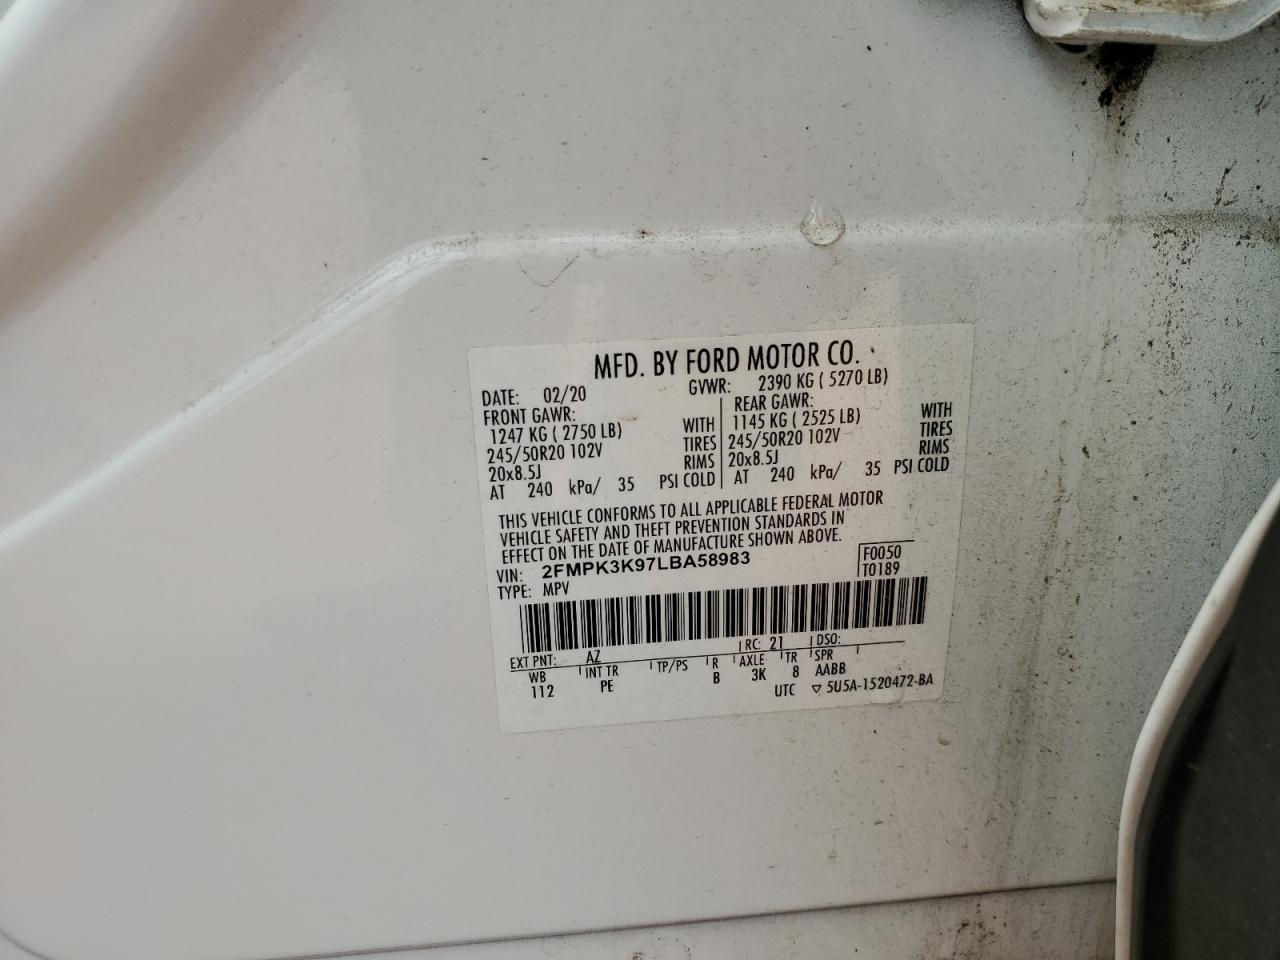 MFD. BY FORD MOTOR CO.
DATE: 02/20 GVWR: 2390 KG ( 5270 LB)
FRONT GAWR: REAR GAWR:
1247 KG ( 2750 LB) WITH 1145 KG ( 2525 LB) WITH
245/50R20 102V TIRES 245/50R20 102V TIRES
20x8.5J RIMS 20x8.5J RIMS
AT 240 kPa/ 35 PSI COLD AT 240 kPa/ 35 PSI COLD
THIS VEHICLE CONFORMS TO ALL APPLICABLE FEDERAL MOTOR
VEHICLE SAFETY AND THEFT PREVENTION STANDARDS IN
EFFECT ON THE DATE OF MANUFACTURE SHOWN ABOVE.
VIN: 2FMPK3K97LBA58983 F0050
TYPE: MPV T0189
EXT PNT: AZ RC: 21 DSO:
WB INT TR TP/PS R AXLE TR SPR
112 PE B 3K 8 AABB
UTC ▽ 5U5A-1520472-BA